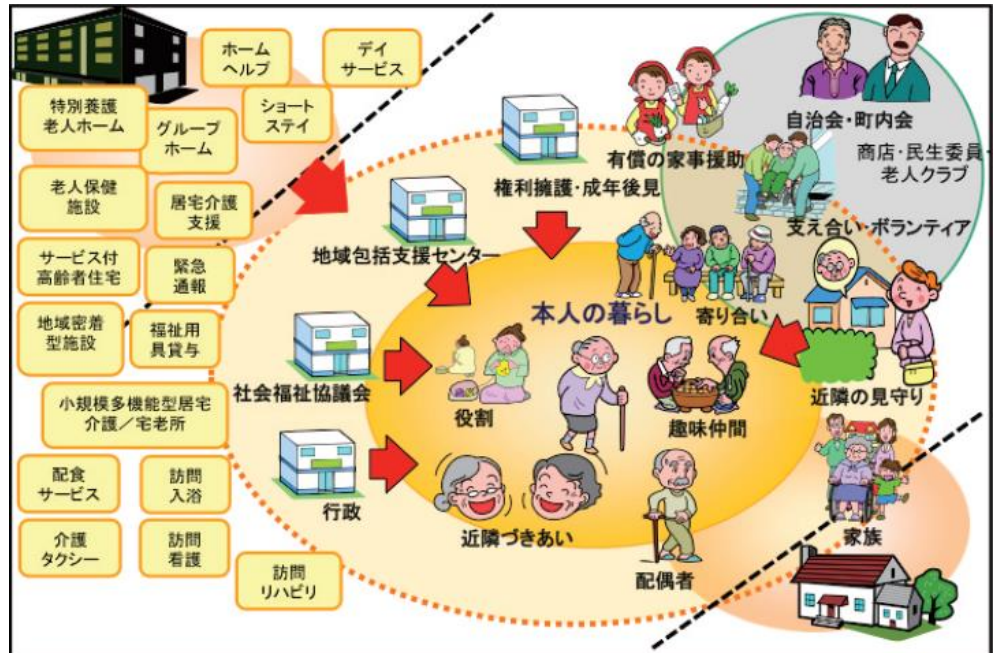 ホーム
ヘルプ
デイ
サービス
特別養護
老人ホーム
グループ
ホーム
ショート
ステイ
老人保健
施設
居宅介護
支援
サービス付
高齢者住宅
緊急
通報
地域密着
型施設
福祉用
具貸与
小規模多機能型居宅
介護/宅老所
配食
サービス
訪問
入浴
介護
タクシー
訪問
看護
訪問
リハビリ
権利擁護・成年後見
地域包括支援センター
社会福祉協議会
行政
有償の家事援助
自治会・町内会
商店・民生委員・
老人クラブ
支え合い・ボランティア
本人の暮らし
寄り合い
役割
趣味仲間
近隣の見守り
近隣づきあい
配偶者
家族